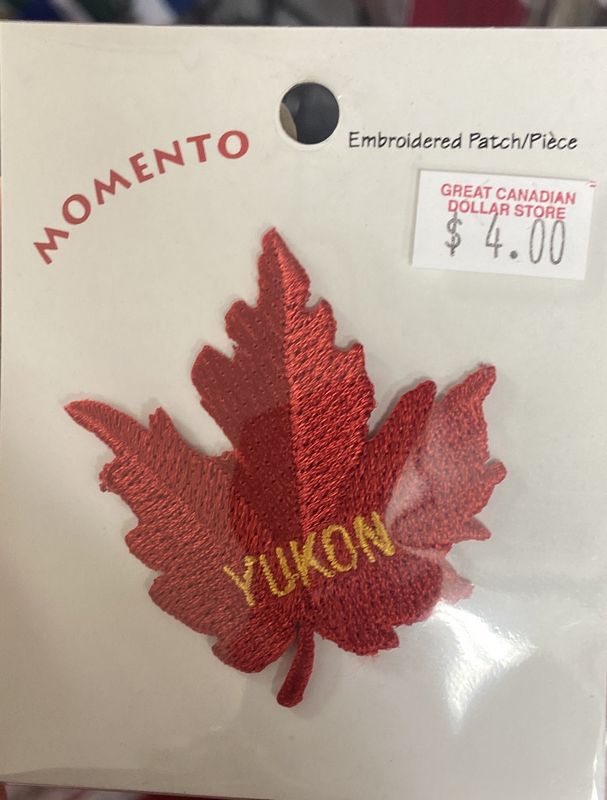 MOMENTO
Embroidered Patch/Pièce
GREAT CANADIAN
DOLLAR STORE
$ 4.00
YUKON